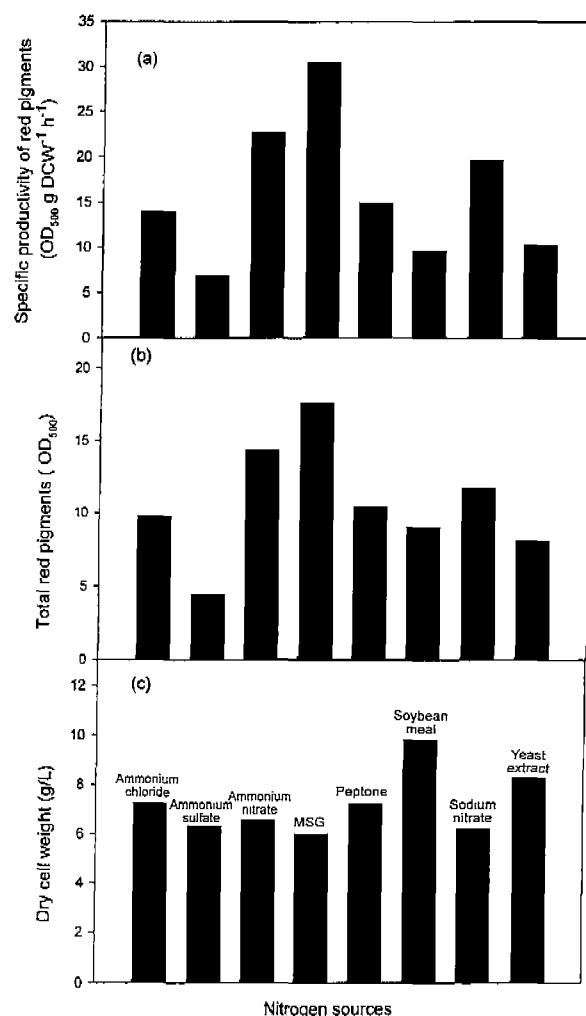 Specific productivity of red pigments
(OD500 g DCW-1 h-1)
35
30
25
20
15
10
5
0
(a)
Total red pigments ( OD500)
20
15
10
5
0
(b)
Dry cell weight (g/L)
12
10
8
6
4
2
0
(c)
Ammonium
chloride
Ammonium
sulfate
Ammonium
nitrate
MSG
Peptone
Soybean
meal
Sodium
nitrate
Yeast
extract
Nitrogen sources